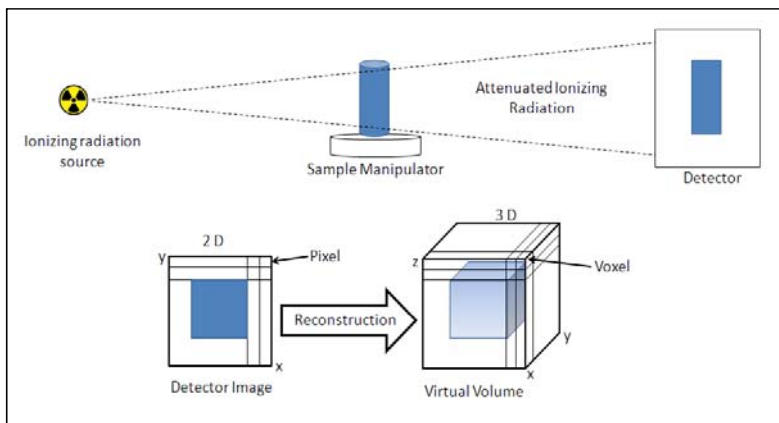 Attenuated Ionizing
Radiation
Ionizing radiation
source
Sample Manipulator
Detector
3 D
2 D
y
Pixel
z
Voxel
Reconstruction
y
x
x
Detector Image
Virtual Volume